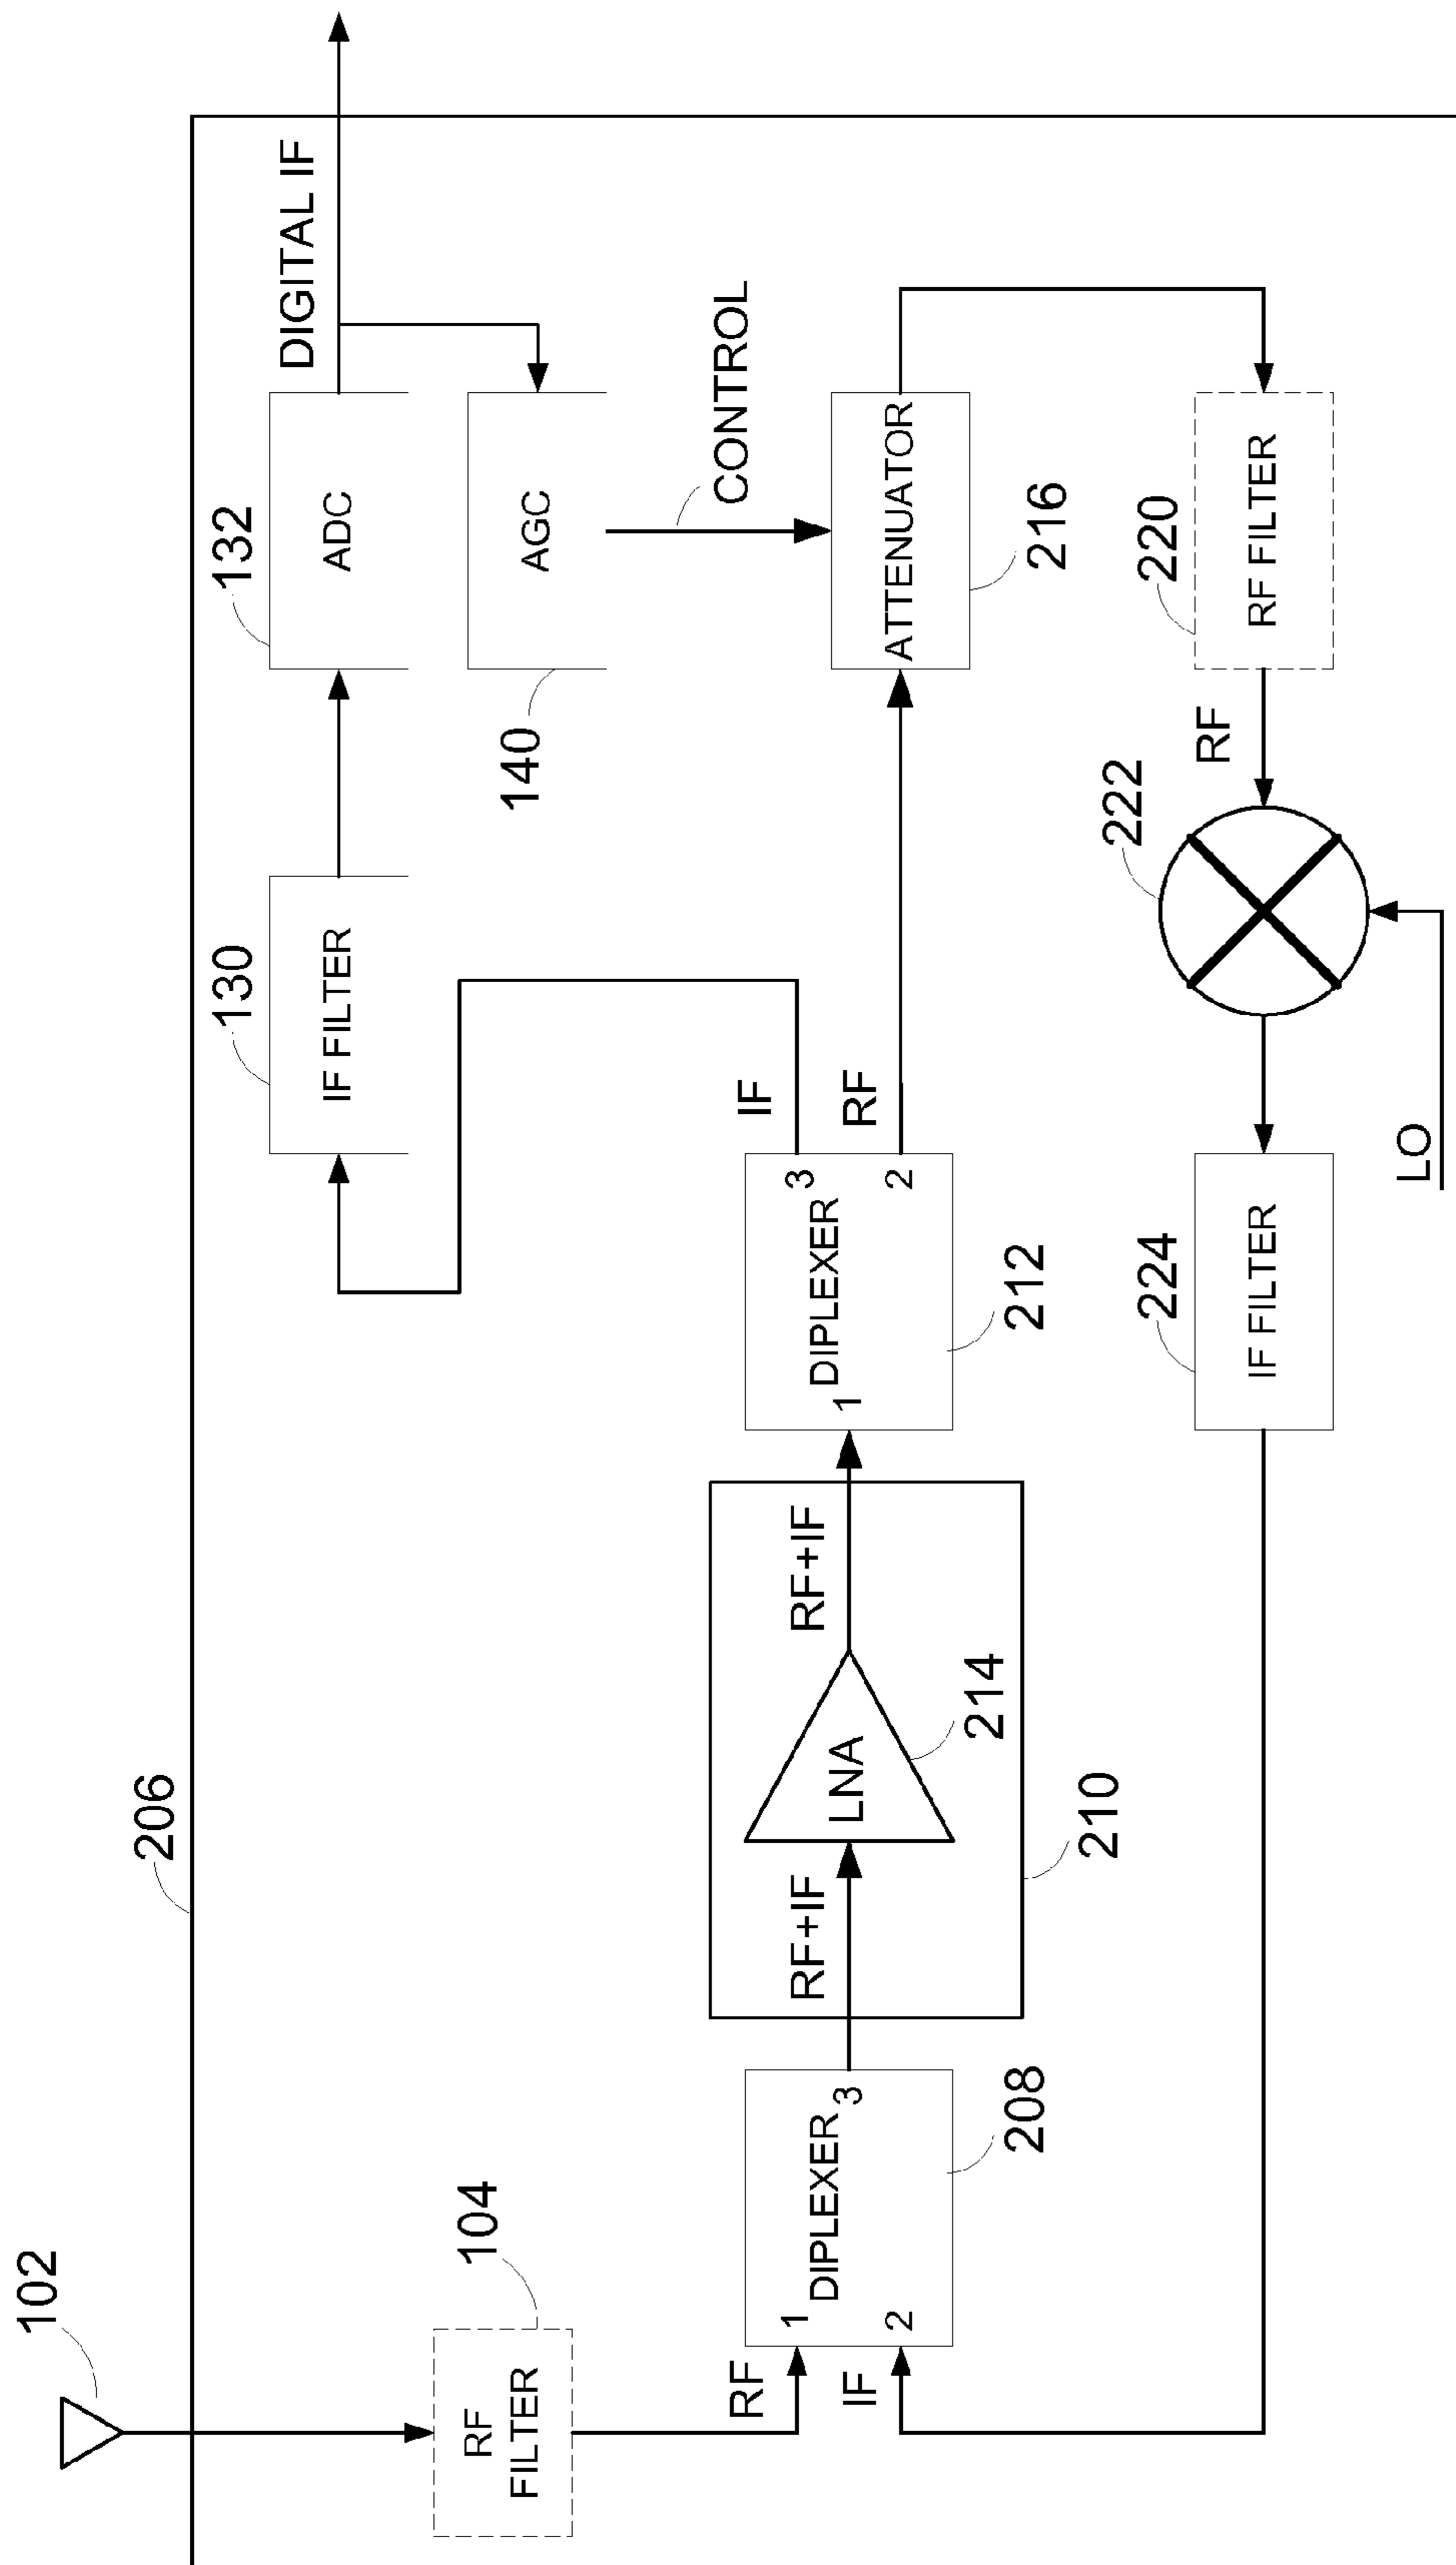 102
206
104
RF
FILTER
RF
IF
1
2
DIPLEXER
3
208
RF+IF
LNA
214
RF+IF
210
1
DIPLEXER
3
2
212
IF
RF
130
IF FILTER
132
ADC
DIGITAL IF
140
AGC
CONTROL
ATTENUATOR
216
220
RF FILTER
RF
222
LO
224
IF FILTER